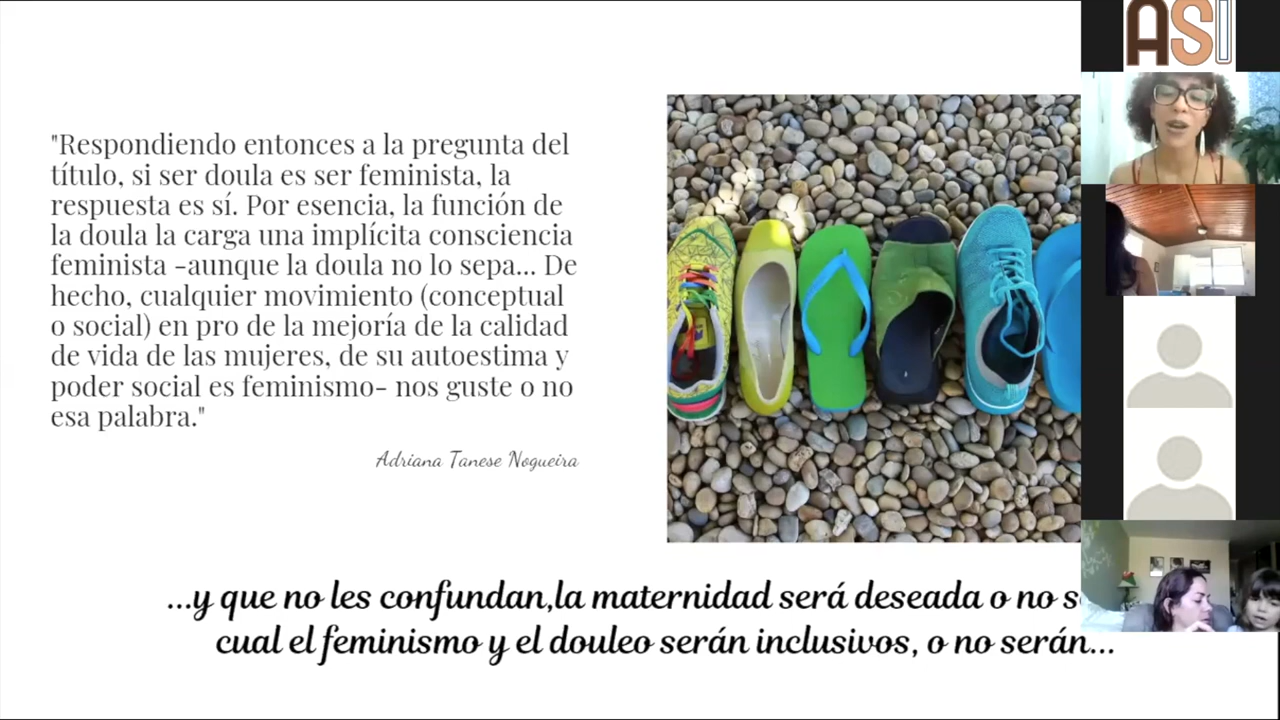 "Respondiendo entonces a la pregunta del
título, si ser doula es ser feminista, la
respuesta es sí. Por esencia, la función de
la doula la carga una implícita consciencia
feminista -aunque la doula no lo sepa... De
hecho, cualquier movimiento (conceptual
o social) en pro de la mejoría de la calidad
de vida de las mujeres, de su autoestima y
poder social es feminismo- nos guste o no
esa palabra."
Adriana Tanese Nogueira
...y que no les confundan,la maternidad será deseada o no
cual el feminismo y el douleo serán inclusivos, o no serán...
ASI